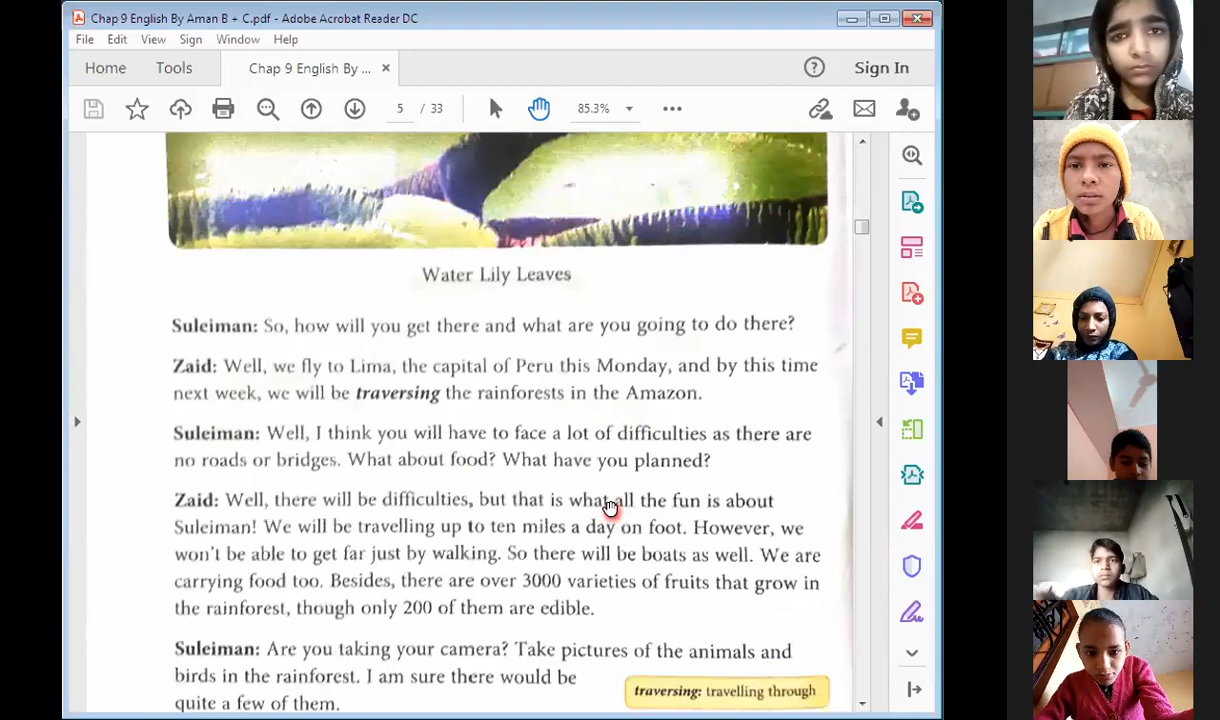 Chap 9 English By Aman B + C.pdf - Adobe Acrobat Reader DC
File Edit View Sign Window Help
Home Tools Chap 9 English By ... × Sign In
5 / 33 85.3%
Water Lily Leaves
Suleiman: So, how will you get there and what are you going to do there?
Zaid: Well, we fly to Lima, the capital of Peru this Monday, and by this time
next week, we will be traversing the rainforests in the Amazon.
Suleiman: Well, I think you will have to face a lot of difficulties as there are
no roads or bridges. What about food? What have you planned?
Zaid: Well, there will be difficulties, but that is what all the fun is about
Suleiman! We will be travelling up to ten miles a day on foot. However, we
won't be able to get far just by walking. So there will be boats as well. We are
carrying food too. Besides, there are over 3000 varieties of fruits that grow in
the rainforest, though only 200 of them are edible.
Suleiman: Are you taking your camera? Take pictures of the animals and
birds in the rainforest. I am sure there would be
quite a few of them.
traversing: travelling through